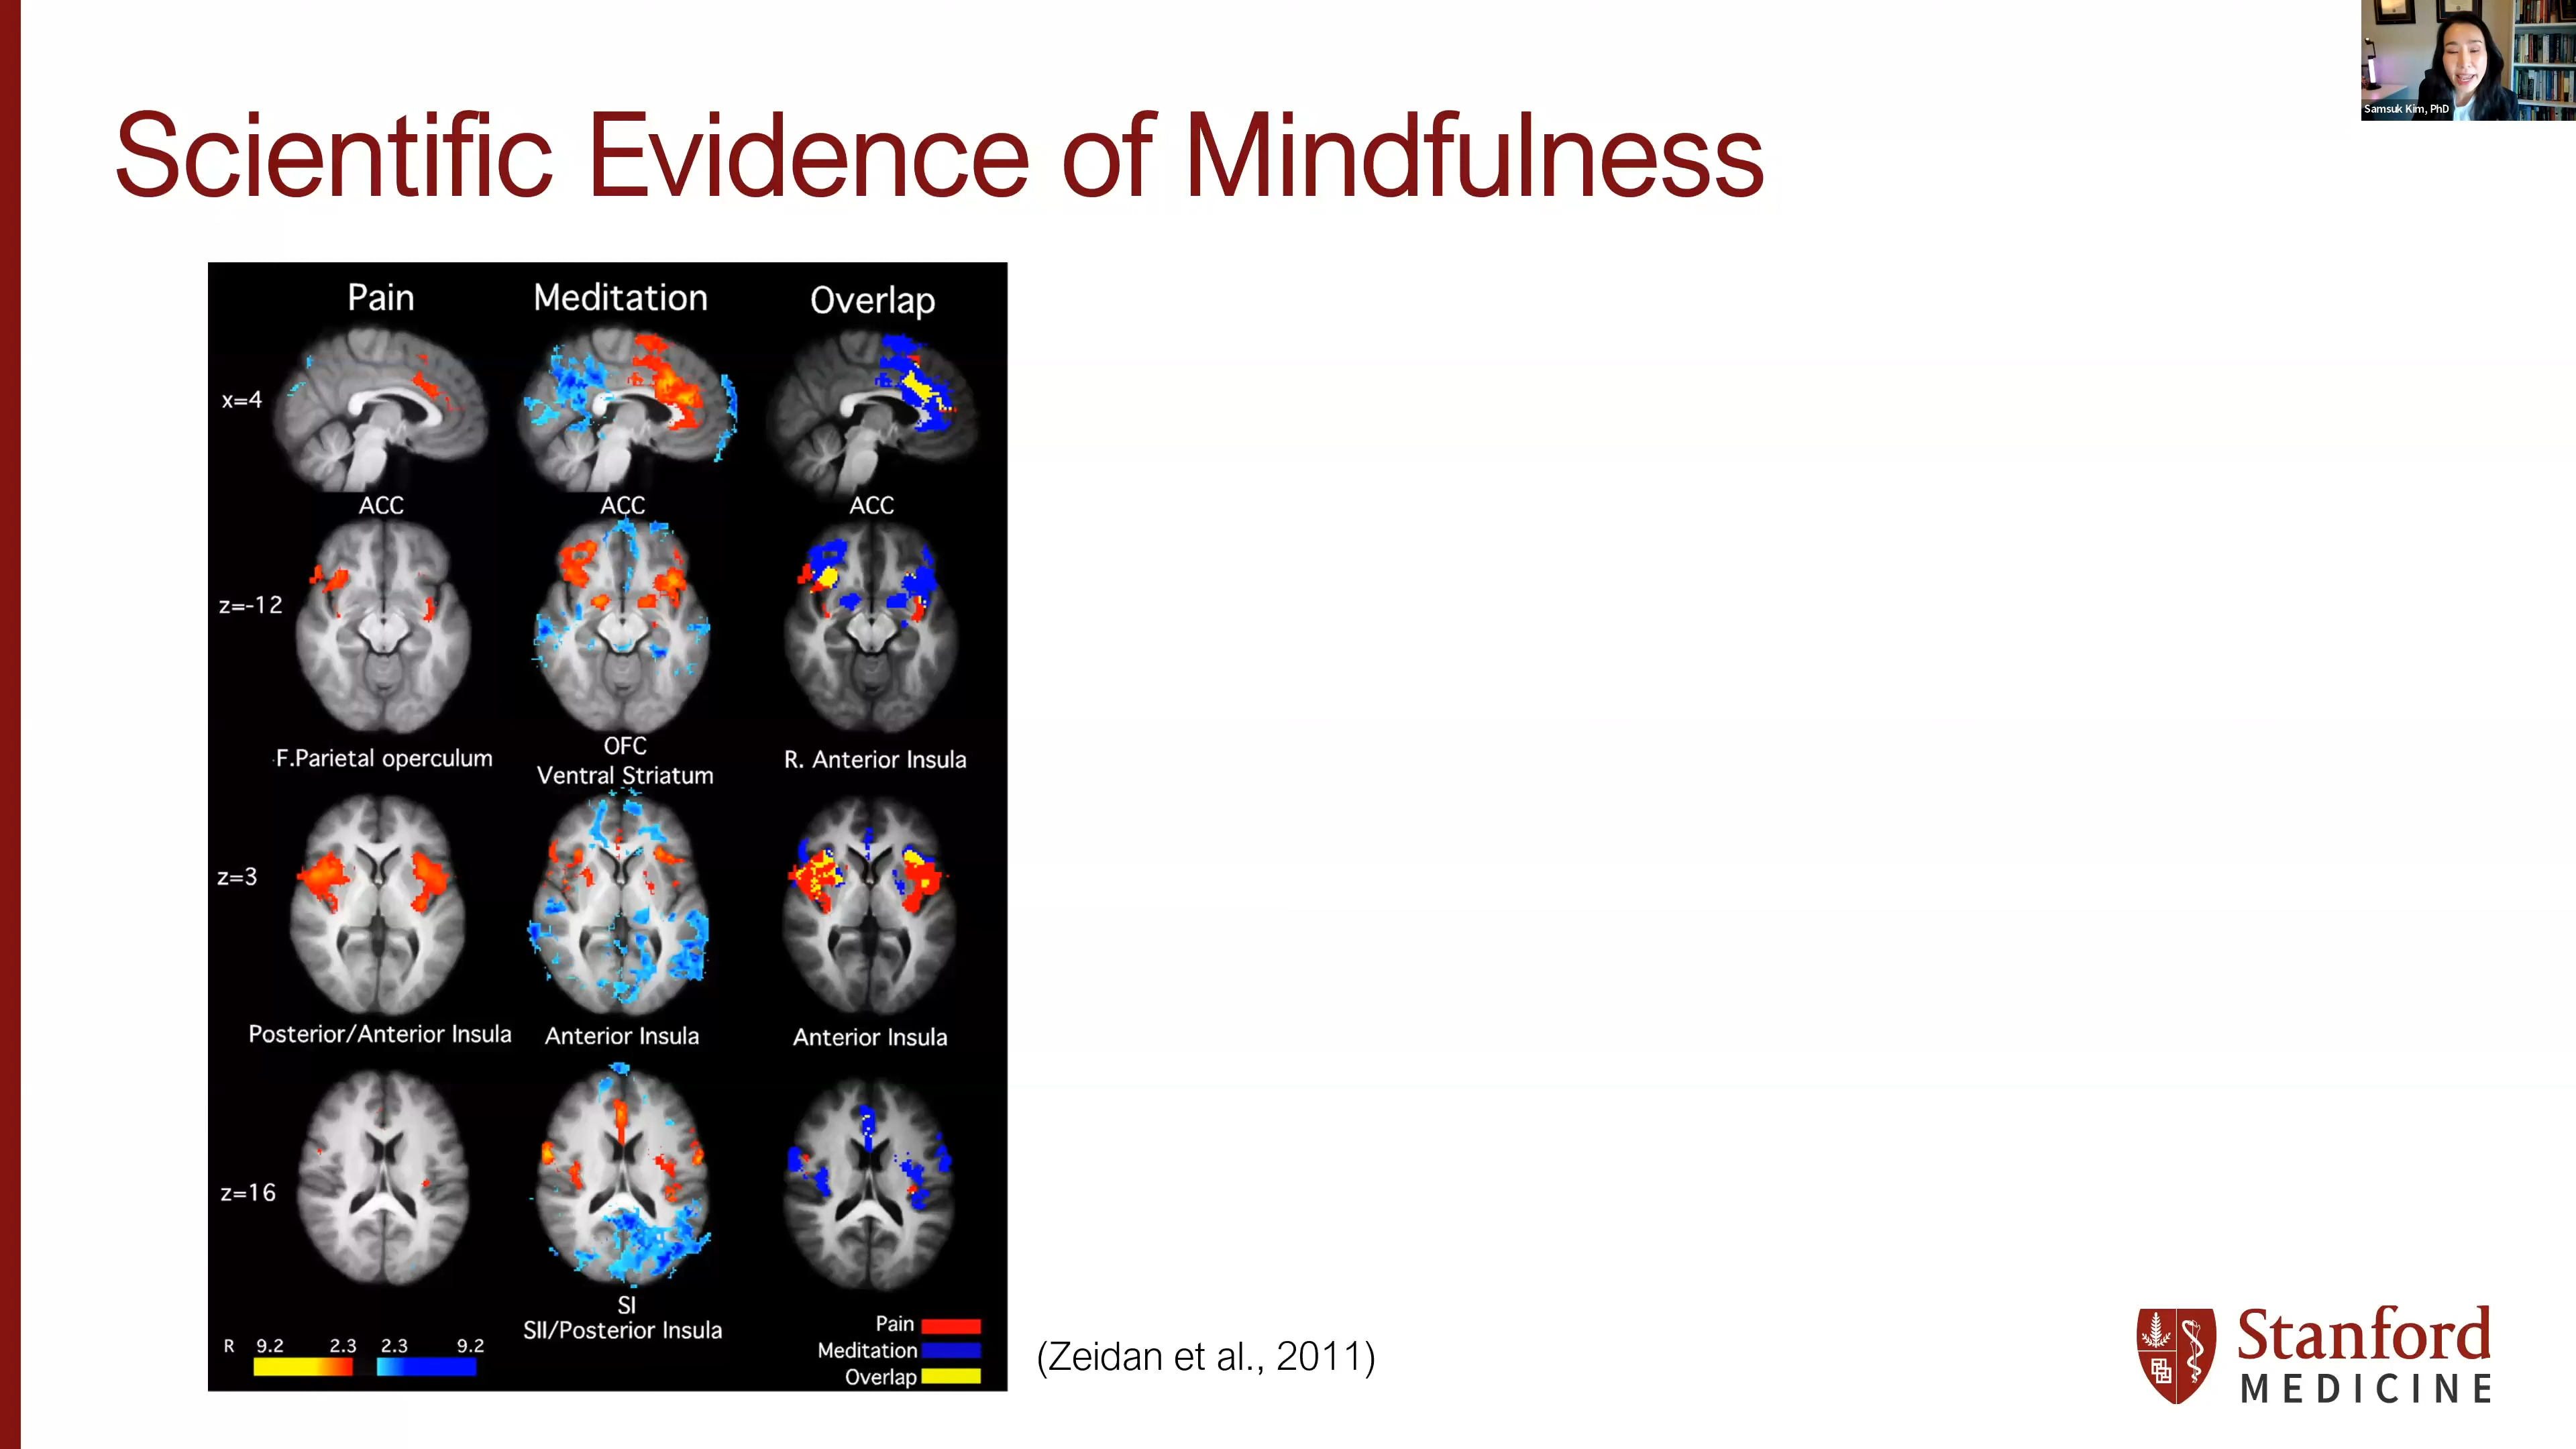 Samsuk Kim, PhD
Scientific Evidence of Mindfulness
Pain Meditation Overlap
x=4
ACC ACC ACC
z=-12
F.Parietal operculum
OFC
Ventral Striatum
R. Anterior Insula
z=3
Posterior/Anterior Insula Anterior Insula Anterior Insula
z=16
SI
SII/Posterior Insula
R 9.2 2.3 2.3 9.2
Pain
Meditation
Overlap
(Zeidan et al., 2011)
Stanford
MEDICINE